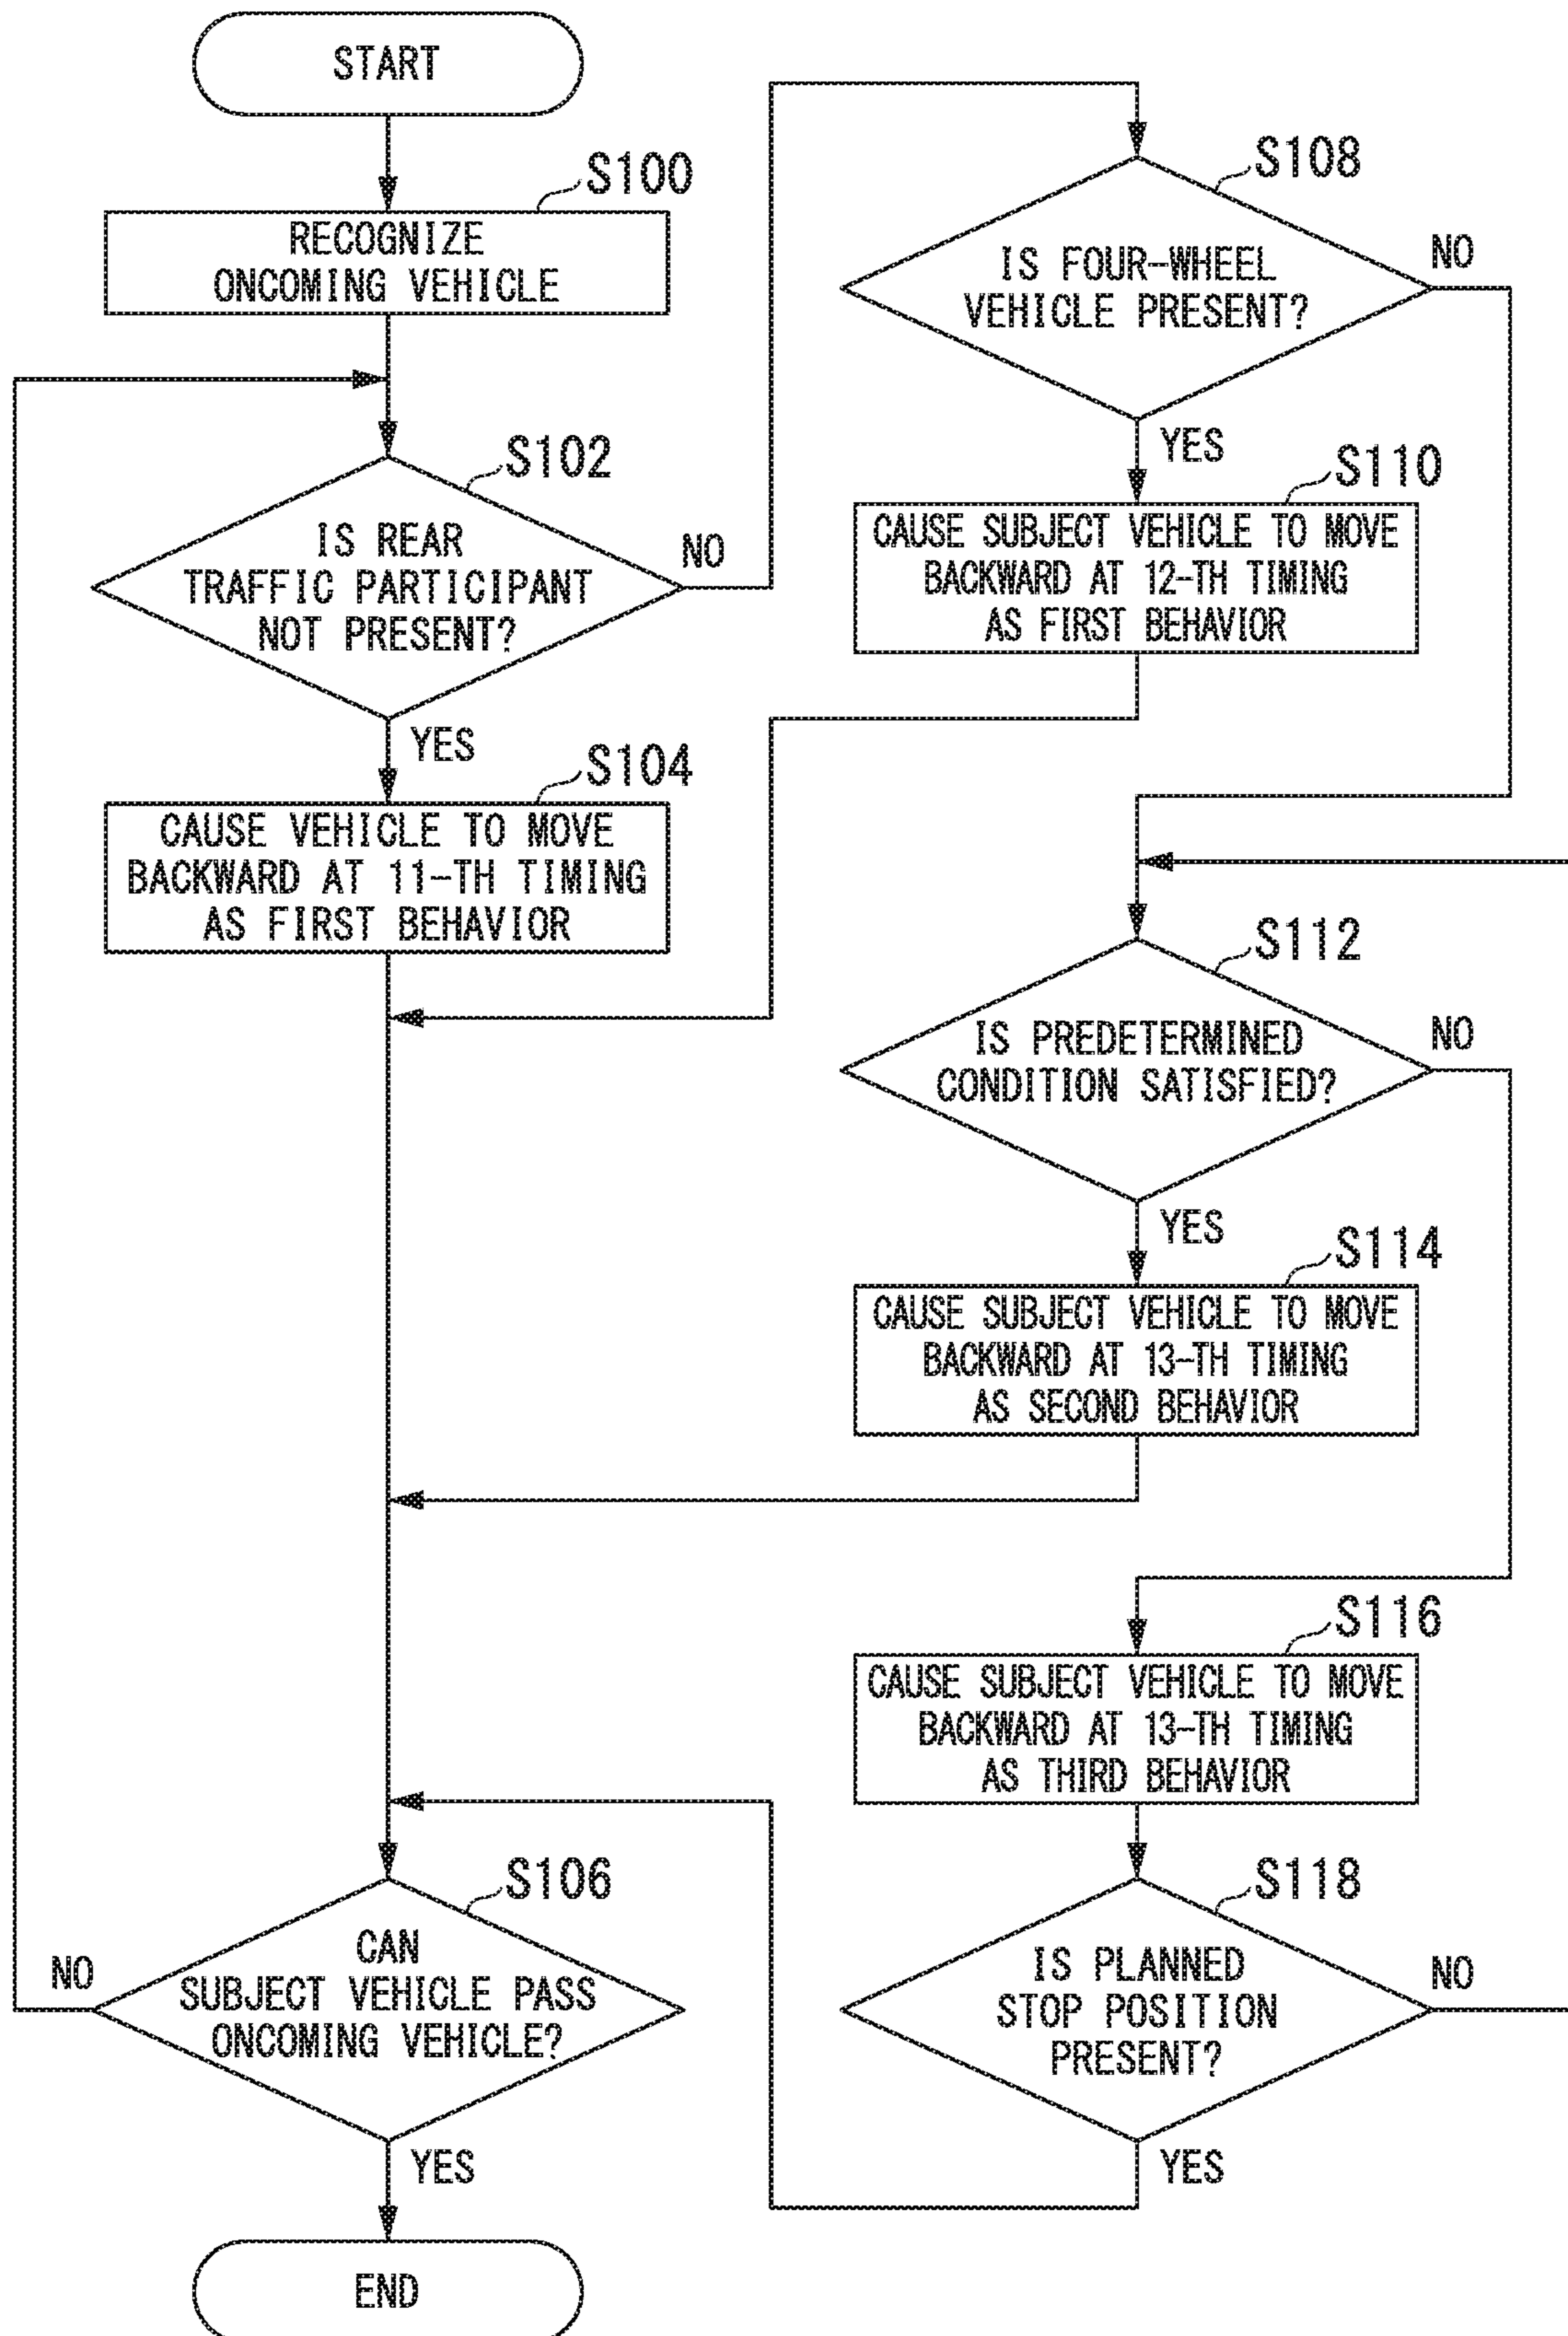 START
S100
RECOGNIZE
ONCOMING VEHICLE
S102
IS REAR
TRAFFIC PARTICIPANT
NOT PRESENT?
NO
YES
S104
CAUSE VEHICLE TO MOVE
BACKWARD AT 11-TH TIMING
AS FIRST BEHAVIOR
S106
CAN
SUBJECT VEHICLE PASS
ONCOMING VEHICLE?
NO
YES
END
S108
IS FOUR-WHEEL
VEHICLE PRESENT?
NO
YES
S110
CAUSE SUBJECT VEHICLE TO MOVE
BACKWARD AT 12-TH TIMING
AS FIRST BEHAVIOR
S112
IS PREDETERMINED
CONDITION SATISFIED?
NO
YES
S114
CAUSE SUBJECT VEHICLE TO MOVE
BACKWARD AT 13-TH TIMING
AS SECOND BEHAVIOR
S116
CAUSE SUBJECT VEHICLE TO MOVE
BACKWARD AT 13-TH TIMING
AS THIRD BEHAVIOR
S118
IS PLANNED
STOP POSITION
PRESENT?
NO
YES